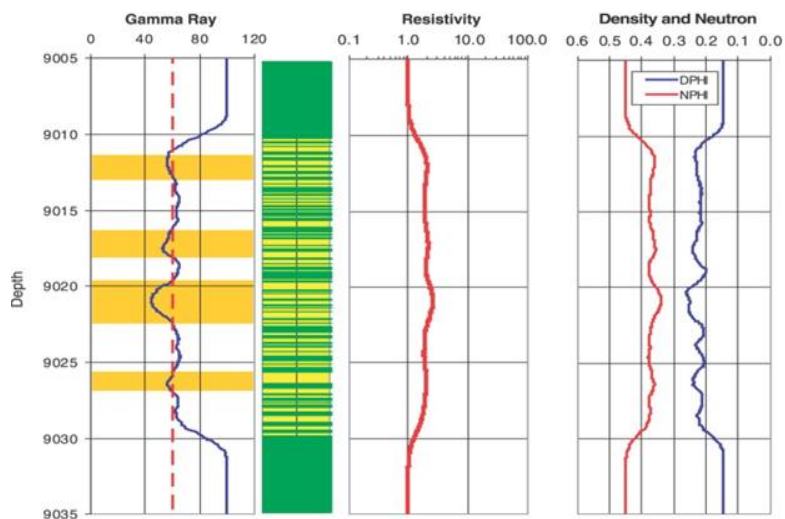 Gamma Ray
Resistivity
Density and Neutron
0 40 80 120
0.1 1.0 10.0 100.0
0.6 0.5 0.4 0.3 0.2 0.1 0.0
9005
DPHI
NPHI
9010
9015
9020
9025
9030
9035
Depth